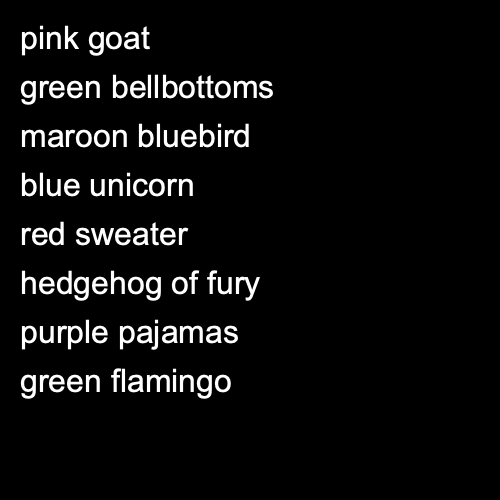 pink goat
green bellbottoms
maroon bluebird
blue unicorn
red sweater
hedgehog of fury
purple pajamas
green flamingo